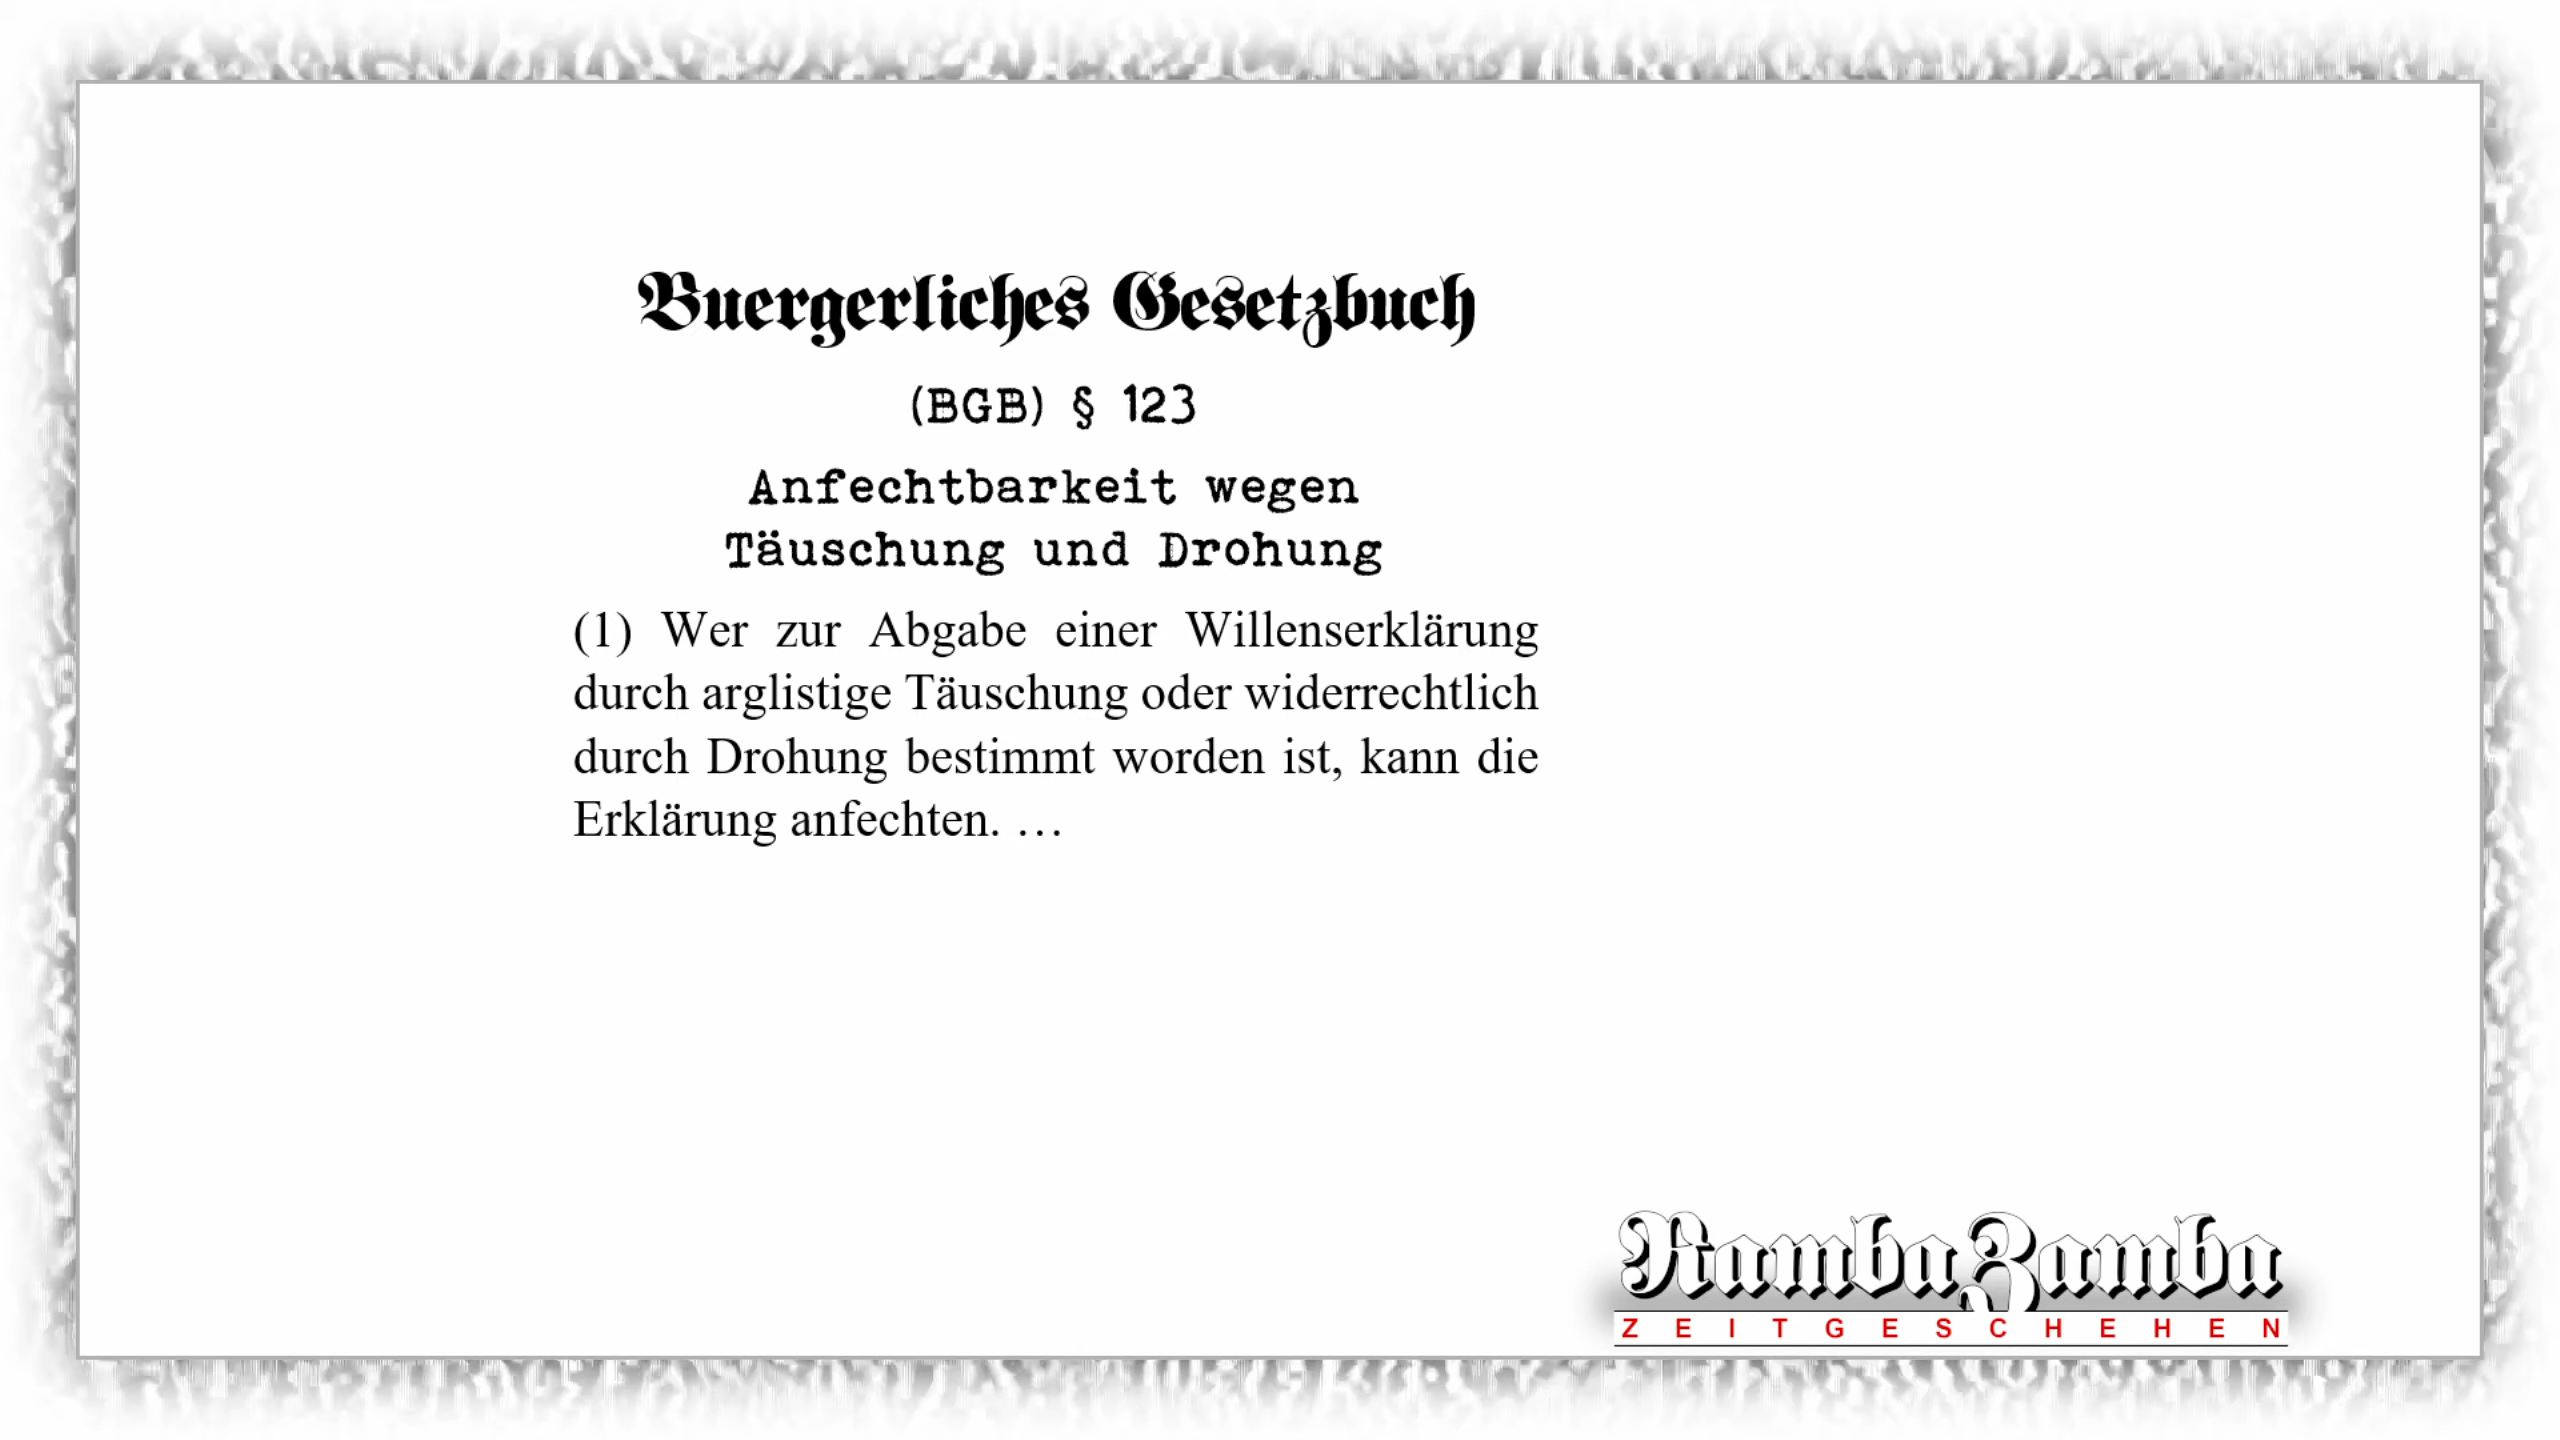 Buergerliches Gesetzbuch
(BGB) § 123
Anfechtbarkeit wegen
Täuschung und Drohung
(1) Wer zur Abgabe einer Willenserklärung
durch arglistige Täuschung oder widerrechtlich
durch Drohung bestimmt worden ist, kann die
Erklärung anfechten. …
RambaZamba
ZEITGESCHEHEN